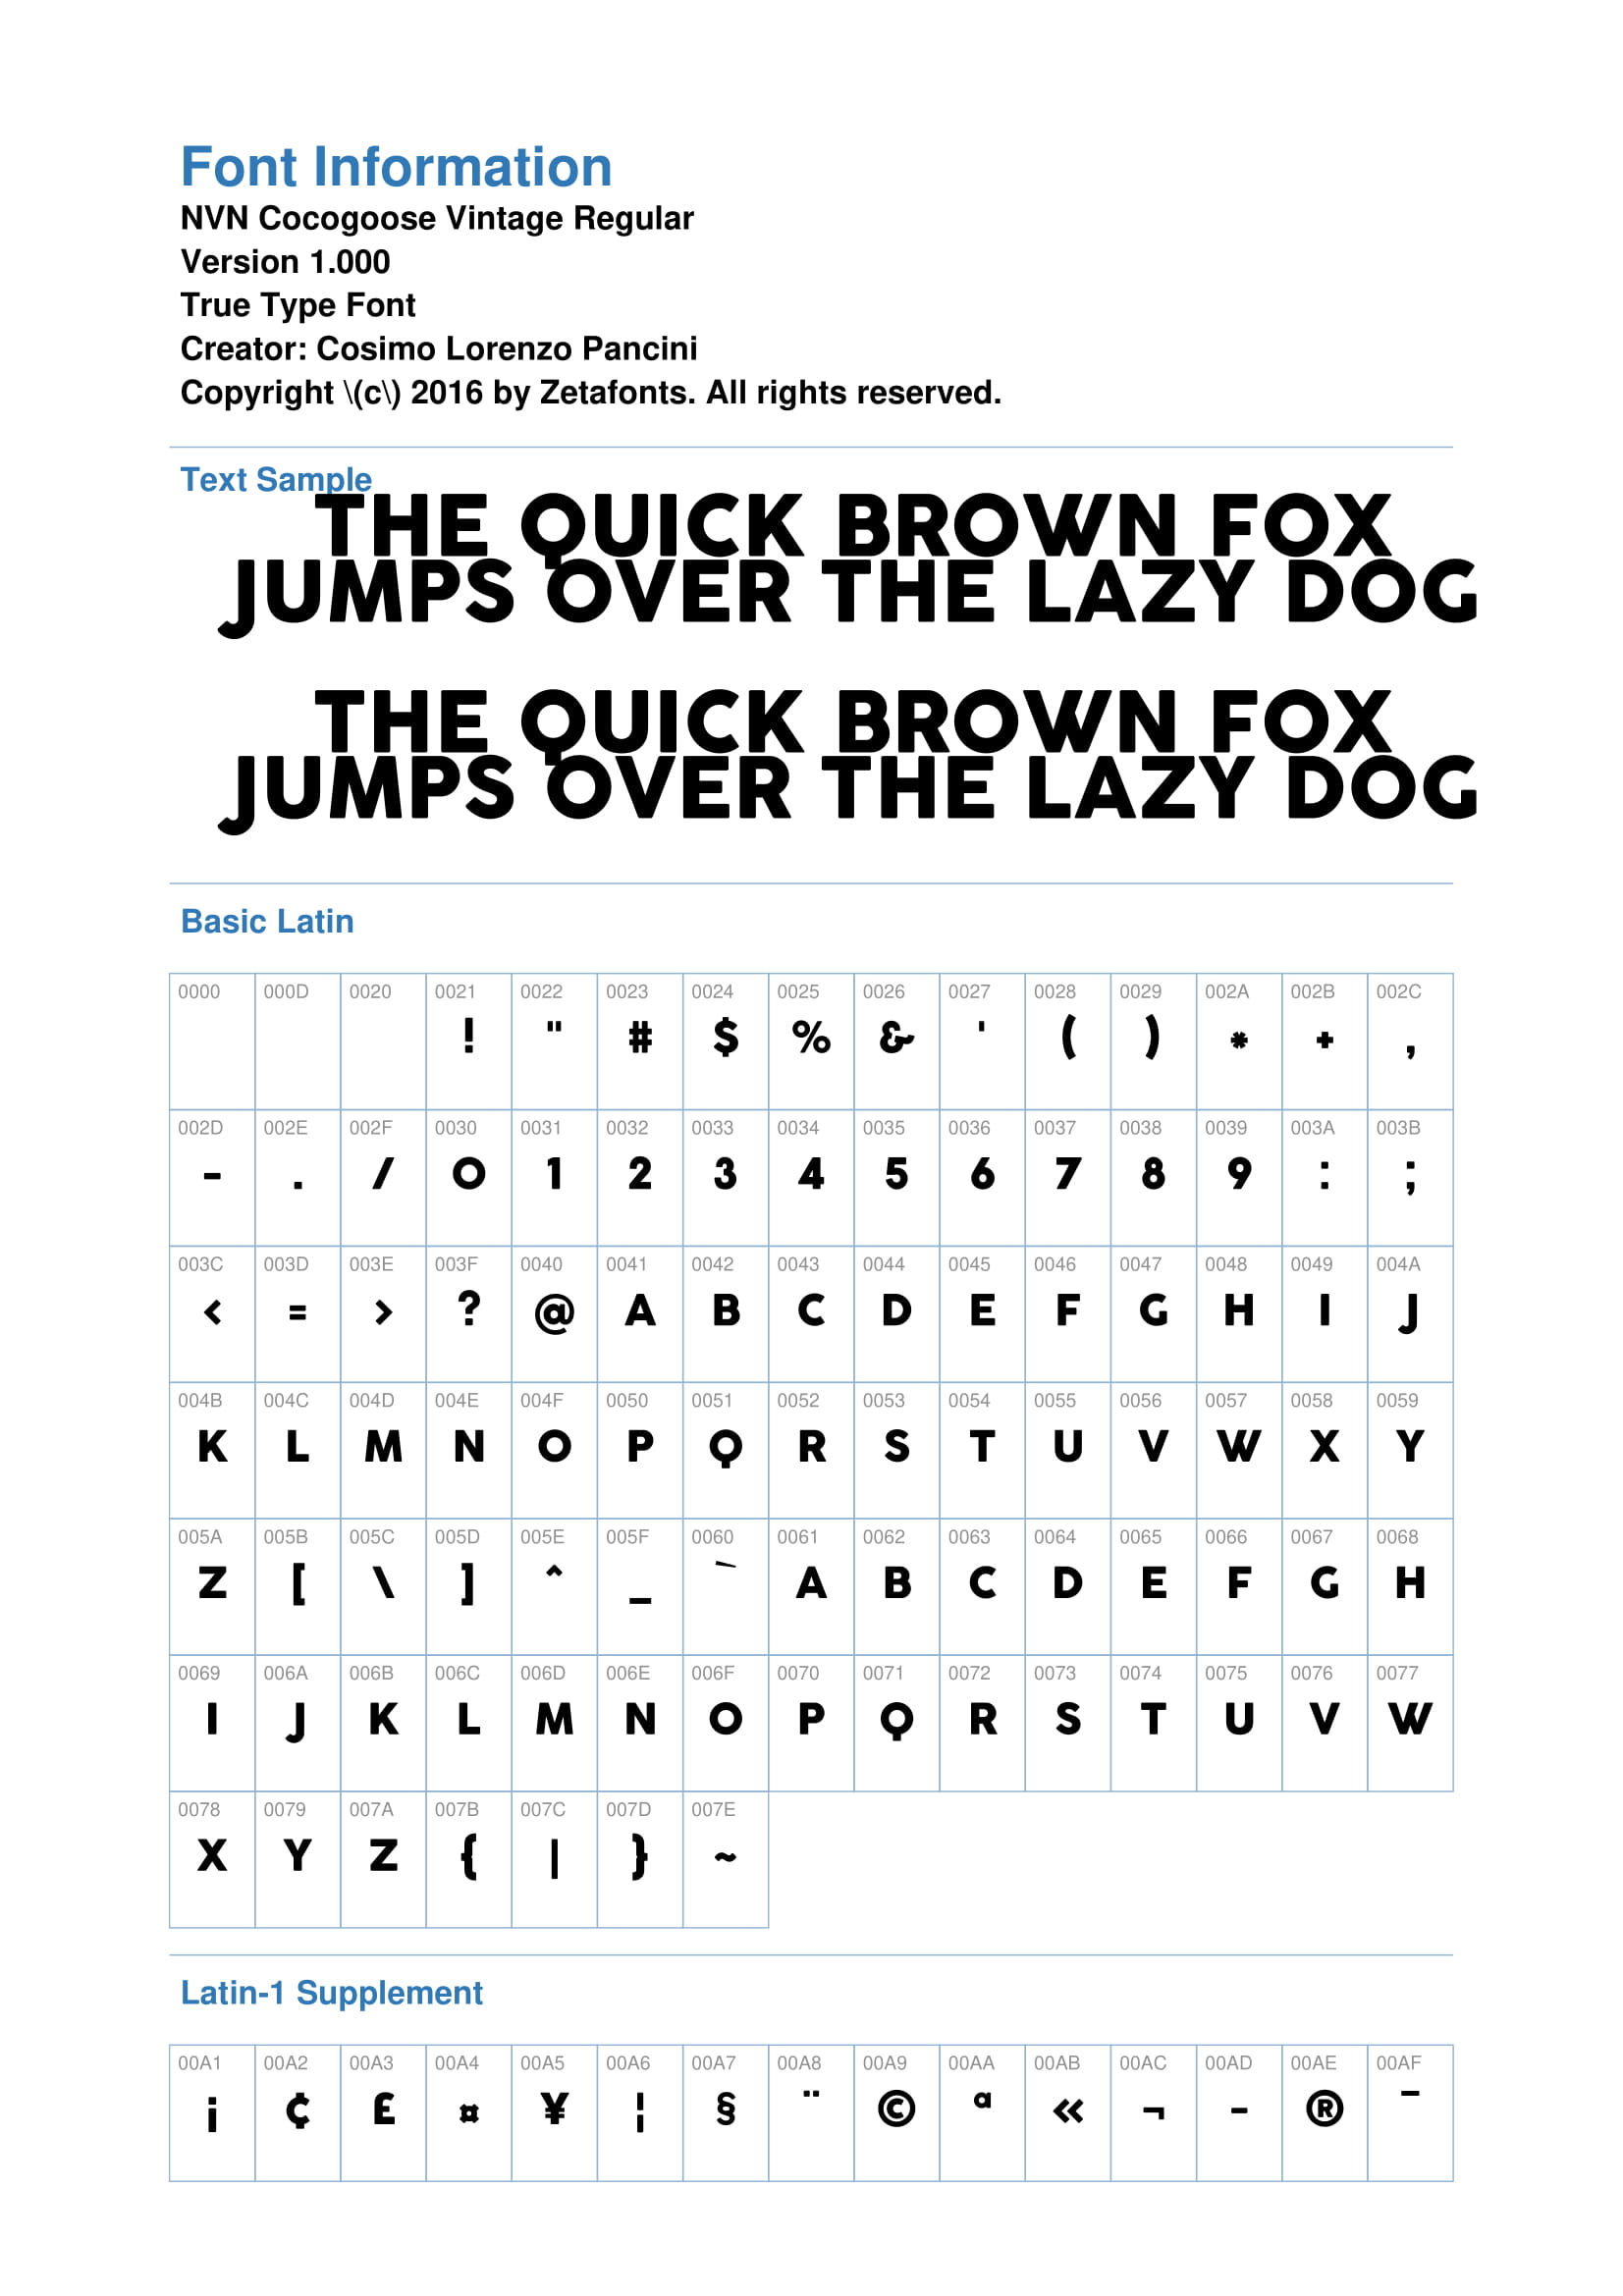 Font Information
NVN Cocogoose Vintage Regular
Version 1.000
True Type Font
Creator: Cosimo Lorenzo Pancini
Copyright \(c\) 2016 by Zetafonts. All rights reserved.
Text Sample
THE QUICK BROWN FOX
JUMPS OVER THE LAZY DOG
THE QUICK BROWN FOX
JUMPS OVER THE LAZY DOG
Basic Latin
0000 000D 0020 0021 0022 0023 0024 0025 0026 0027 0028 0029 002A 002B 002C
! " # $ % & ' ( ) * + ,
002D 002E 002F 0030 0031 0032 0033 0034 0035 0036 0037 0038 0039 003A 003B
- . / 0 1 2 3 4 5 6 7 8 9 : ;
003C 003D 003E 003F 0040 0041 0042 0043 0044 0045 0046 0047 0048 0049 004A
< = > ? @ A B C D E F G H I J
004B 004C 004D 004E 004F 0050 0051 0052 0053 0054 0055 0056 0057 0058 0059
K L M N O P Q R S T U V W X Y
005A 005B 005C 005D 005E 005F 0060 0061 0062 0063 0064 0065 0066 0067 0068
Z [ \ ] ^ _ ` A B C D E F G H
0069 006A 006B 006C 006D 006E 006F 0070 0071 0072 0073 0074 0075 0076 0077
I J K L M N O P Q R S T U V W
0078 0079 007A 007B 007C 007D 007E
X Y Z { | } ~
Latin-1 Supplement
00A1 00A2 00A3 00A4 00A5 00A6 00A7 00A8 00A9 00AA 00AB 00AC 00AD 00AE 00AF
¡ ¢ £ ¤ ¥ ¦ § ¨ © ª « ¬ - ® ¯